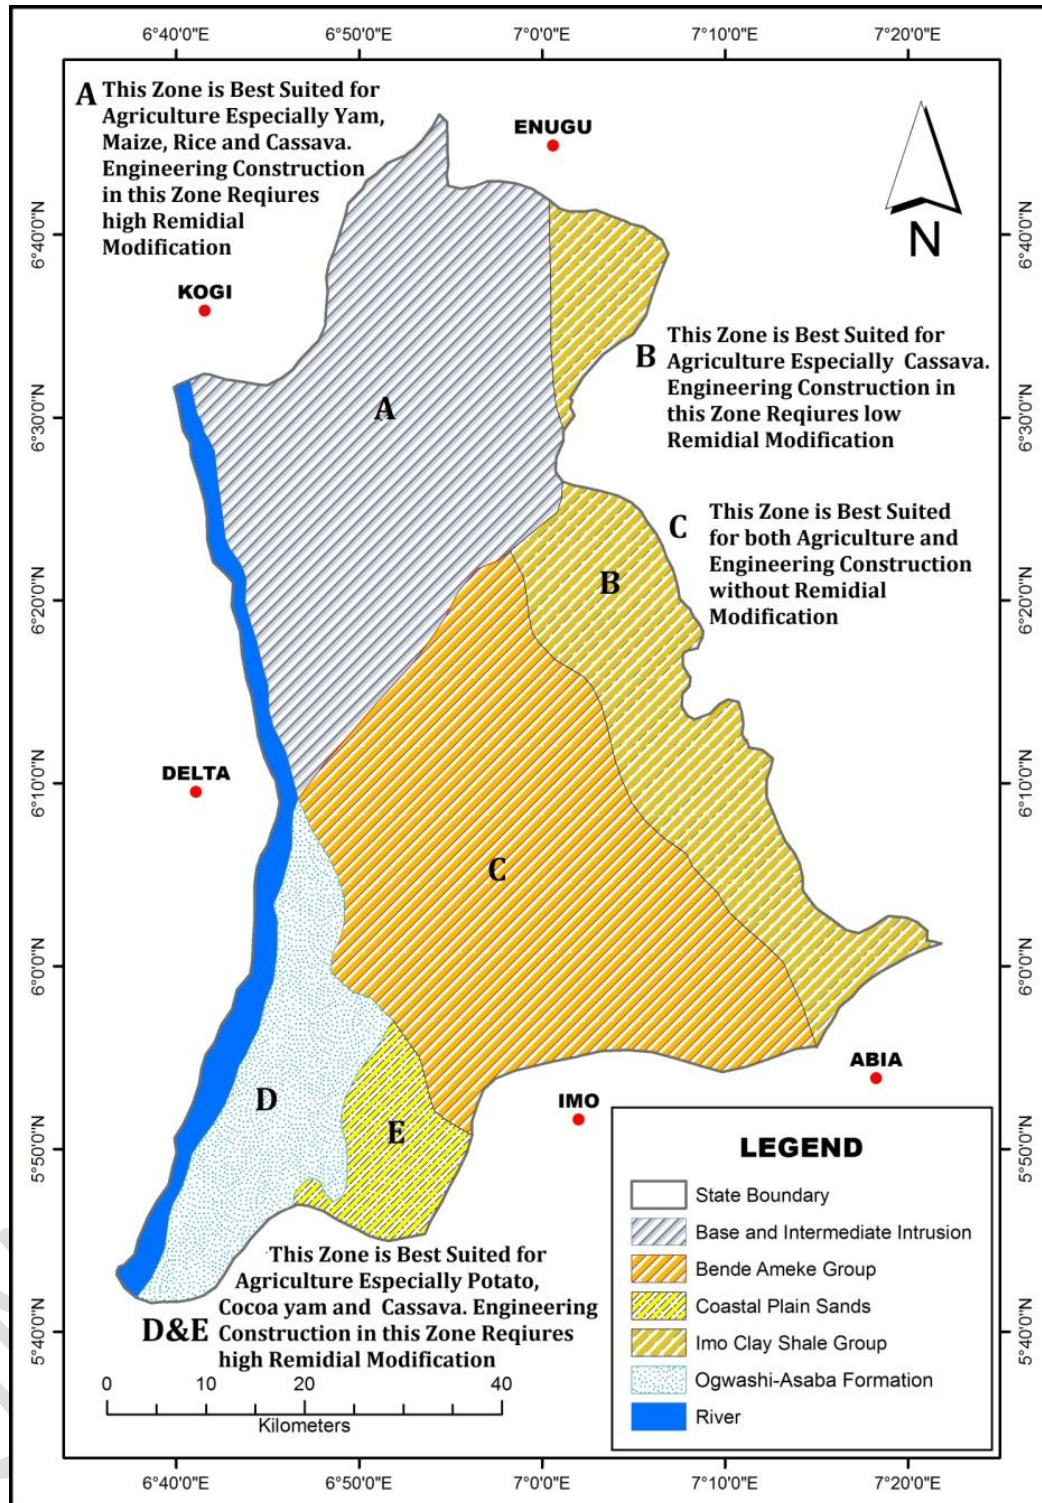 6°40'0"E 6°50'0"E 7°0'0"E 7°10'0"E 7°20'0"E
A This Zone is Best Suited for
Agriculture Especially Yam,
Maize, Rice and Cassava.
Engineering Construction
in this Zone Reqiures
high Remidial
Modification
ENUGU
N
6°40'0"N
6°40'0"N
KOGI
B This Zone is Best Suited for
Agriculture Especially Cassava.
Engineering Construction in
this Zone Reqiures low
Remidial Modification
A
6°30'0"N
6°30'0"N
C This Zone is Best Suited
for both Agriculture and
Engineering Construction
without Remidial
Modification
B
6°20'0"N
6°20'0"N
DELTA
6°10'0"N
6°10'0"N
C
6°0'0"N
6°0'0"N
ABIA
D
IMO
E
5°50'0"N
5°50'0"N
D&E This Zone is Best Suited for
Agriculture Especially Potato,
Cocoa yam and Cassava. Engineering
Construction in this Zone Reqiures
high Remidial Modification
5°40'0"N
5°40'0"N
0 10 20 40
Kilometers
LEGEND
State Boundary
Base and Intermediate Intrusion
Bende Ameke Group
Coastal Plain Sands
Imo Clay Shale Group
Ogwashi-Asaba Formation
River
6°40'0"E 6°50'0"E 7°0'0"E 7°10'0"E 7°20'0"E